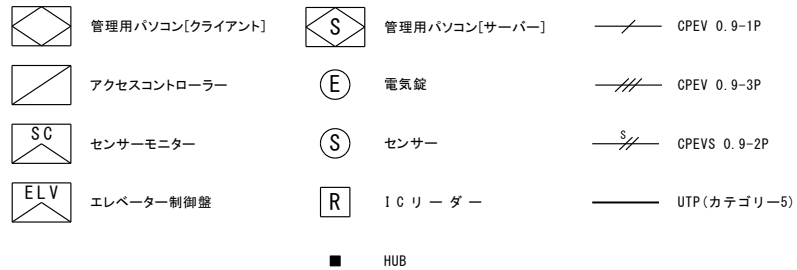 管理用パソコン[クライアント]
S 管理用パソコン[サーバー]
CPEV 0.9-1P
アクセスコントローラー
E 電気錠
CPEV 0.9-3P
SC センサーモニター
S センサー
S CPEVS 0.9-2P
ELV エレベーター制御盤
R ICリーダー
UTP(カテゴリー5)
HUB